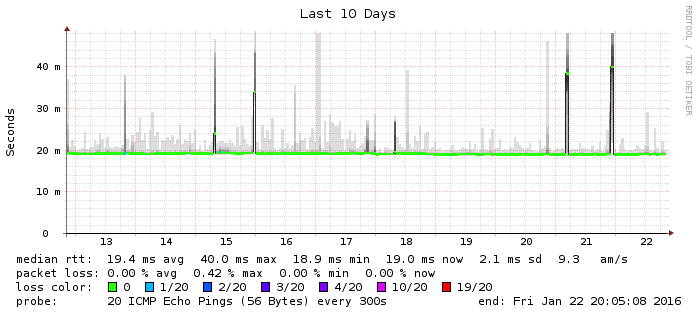 Last 10 Days
RRDTOOL / TOBI OETIKER
Seconds
40 m
30 m
20 m
10 m
0
13 14 15 16 17 18 19 20 21 22
median rtt: 19.4 ms avg 40.0 ms max 18.9 ms min 19.0 ms now 2.1 ms sd 9.3 am/s
packet loss: 0.00 % avg 0.42 % max 0.00 % min 0.00 % now
loss color: 0 1/20 2/20 3/20 4/20 10/20 19/20
probe: 20 ICMP Echo Pings (56 Bytes) every 300s end: Fri Jan 22 20:05:08 2016